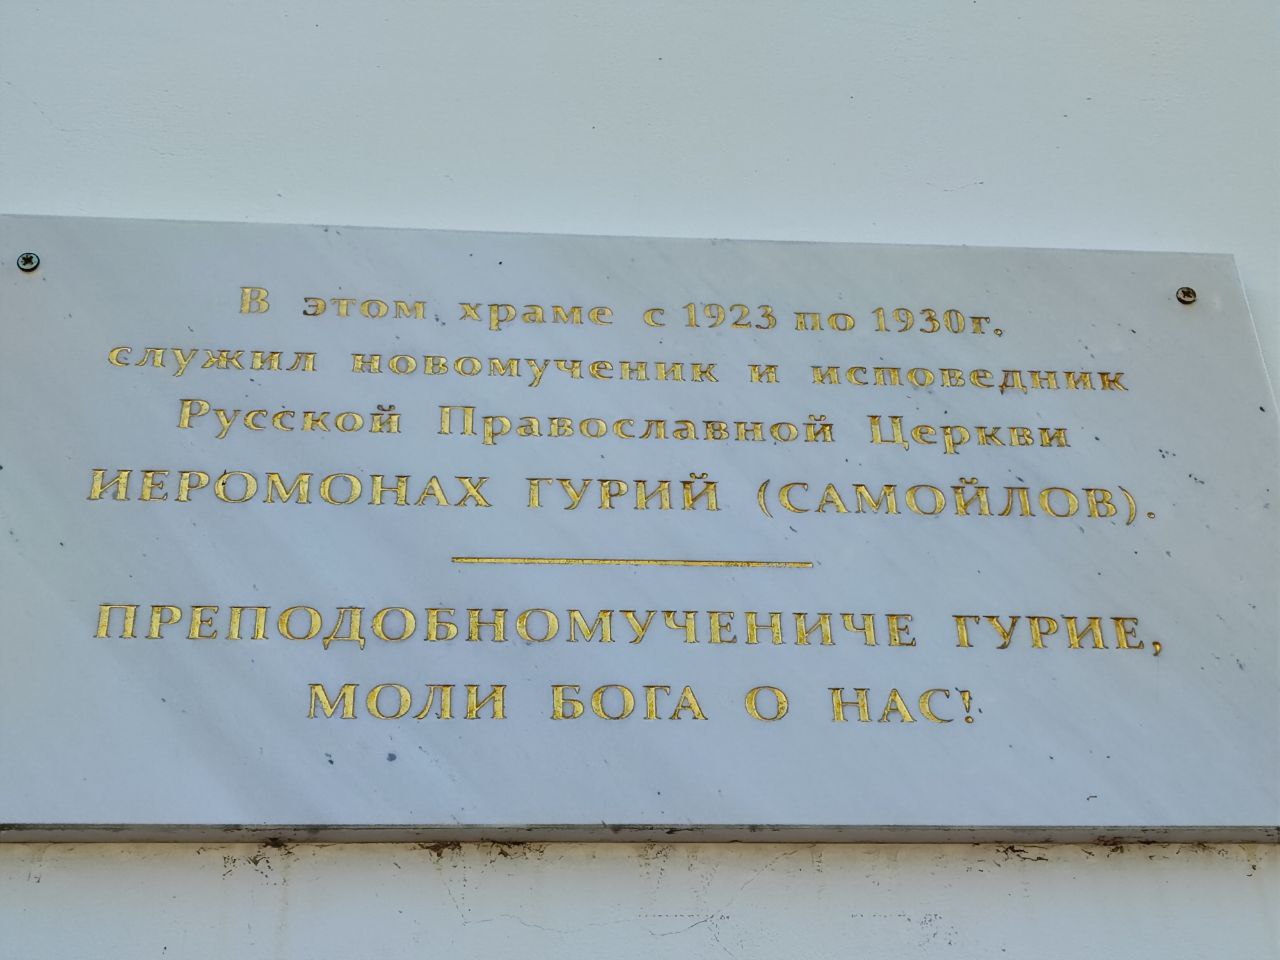 В этом храме с 1923 по 1930г.
служил новомученик и исповедник
Русской Православной Церкви
ИЕРОМОНАХ ГУРИЙ (САМОЙЛОВ).
ПРЕПОДОБНОМУЧЕНИЧЕ ГУРИЕ,
МОЛИ БОГА О НАС!